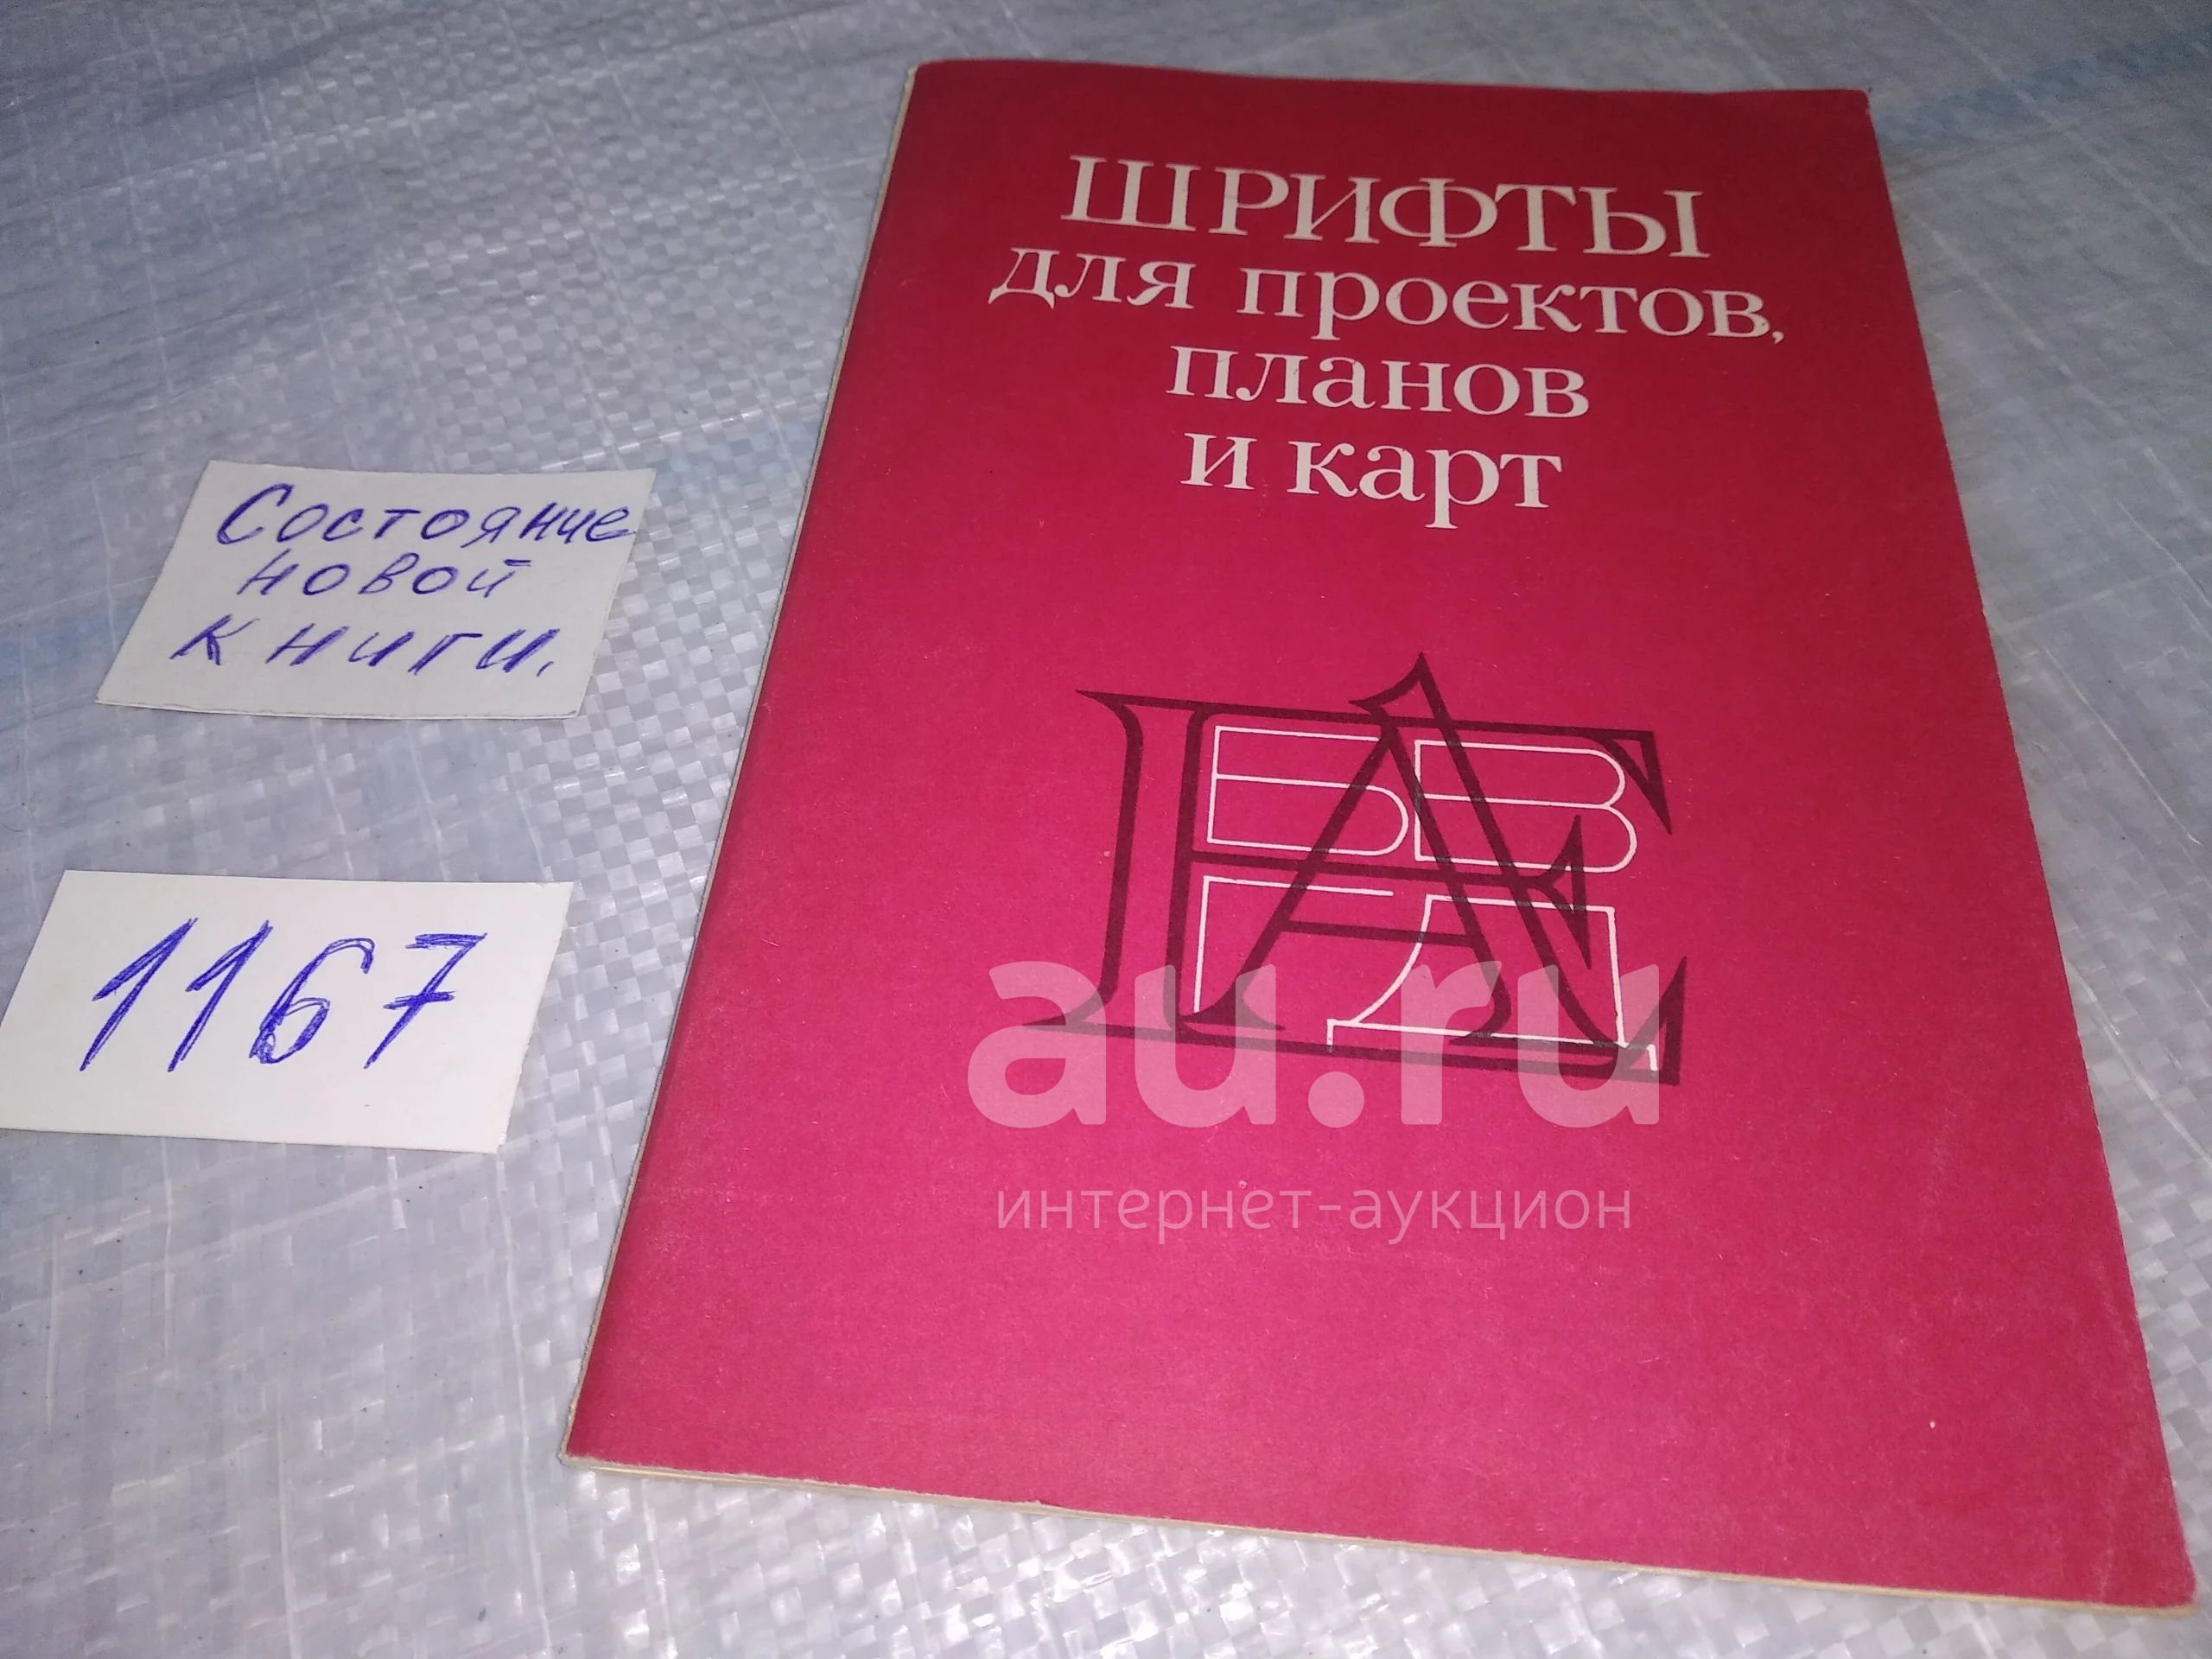 ШРИФТЫ
для проектов,
планов
и карт
Состояние
новой
книги.
1167
Е А
Б В
Г Д
au.ru
интернет-аукцион